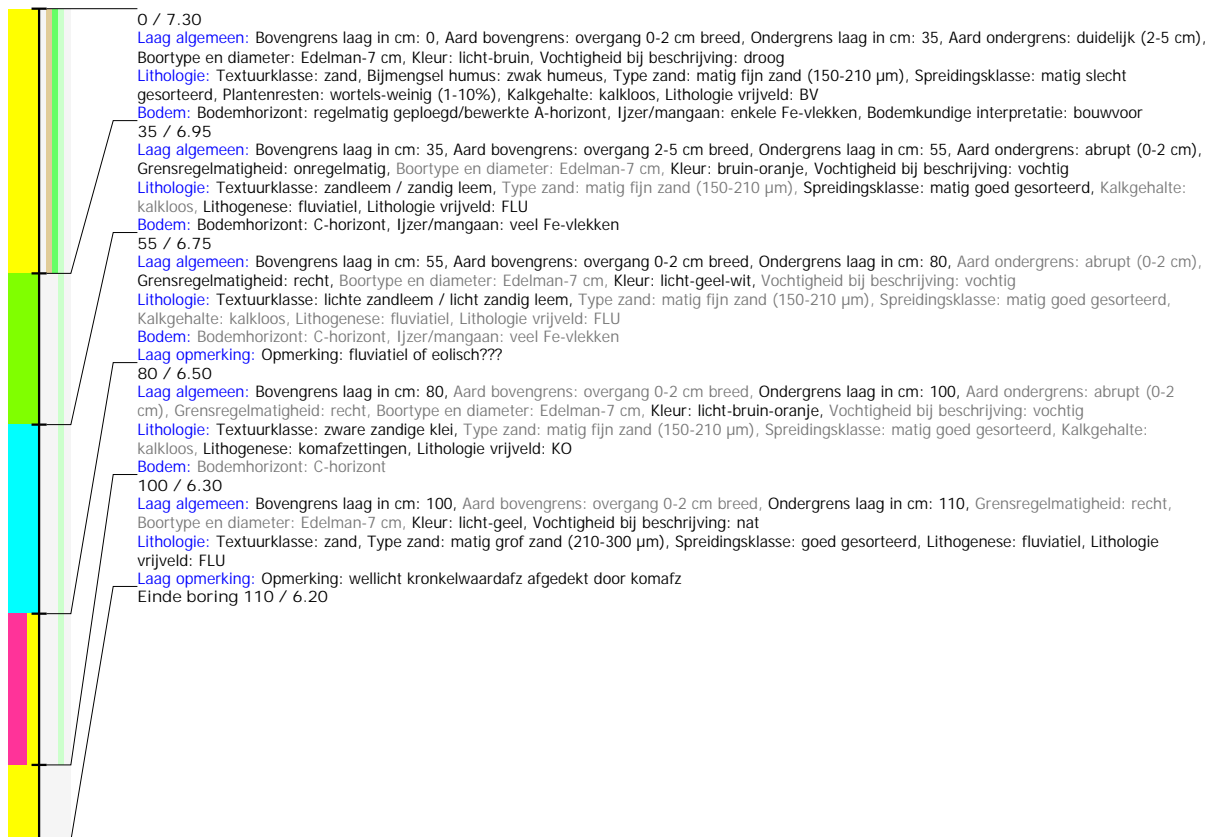 0 / 7.30
Laag algemeen: Bovengrens laag in cm: 0, Aard bovengrens: overgang 0-2 cm breed, Ondergrens laag in cm: 35, Aard ondergrens: duidelijk (2-5 cm),
Boortype en diameter: Edelman-7 cm, Kleur: licht-bruin, Vochtigheid bij beschrijving: droog
Lithologie: Textuurklasse: zand, Bijmengsel humus: zwak humeus, Type zand: matig fijn zand (150-210 µm), Spreidingsklasse: matig slecht
gesorteerd, Plantenresten: wortels-weinig (1-10%), Kalkgehalte: kalkloos, Lithologie vrijveld: BV
Bodem: Bodemhorizont: regelmatig geploegd/bewerkte A-horizont, Ijzer/mangaan: enkele Fe-vlekken, Bodemkundige interpretatie: bouwvoor
35 / 6.95
Laag algemeen: Bovengrens laag in cm: 35, Aard bovengrens: overgang 2-5 cm breed, Ondergrens laag in cm: 55, Aard ondergrens: abrupt (0-2 cm),
Grensregelmatigheid: onregelmatig, Boortype en diameter: Edelman-7 cm, Kleur: bruin-oranje, Vochtigheid bij beschrijving: vochtig
Lithologie: Textuurklasse: zandleem / zandig leem, Type zand: matig fijn zand (150-210 µm), Spreidingsklasse: matig goed gesorteerd, Kalkgehalte:
kalkloos, Lithogenese: fluviatiel, Lithologie vrijveld: FLU
Bodem: Bodemhorizont: C-horizont, Ijzer/mangaan: veel Fe-vlekken
55 / 6.75
Laag algemeen: Bovengrens laag in cm: 55, Aard bovengrens: overgang 0-2 cm breed, Ondergrens laag in cm: 80, Aard ondergrens: abrupt (0-2 cm),
Grensregelmatigheid: recht, Boortype en diameter: Edelman-7 cm, Kleur: licht-geel-wit, Vochtigheid bij beschrijving: vochtig
Lithologie: Textuurklasse: lichte zandleem / licht zandig leem, Type zand: matig fijn zand (150-210 µm), Spreidingsklasse: matig goed gesorteerd,
Kalkgehalte: kalkloos, Lithogenese: fluviatiel, Lithologie vrijveld: FLU
Bodem: Bodemhorizont: C-horizont, Ijzer/mangaan: veel Fe-vlekken
Laag opmerking: Opmerking: fluviatiel of eolisch???
80 / 6.50
Laag algemeen: Bovengrens laag in cm: 80, Aard bovengrens: overgang 0-2 cm breed, Ondergrens laag in cm: 100, Aard ondergrens: abrupt (0-2
cm), Grensregelmatigheid: recht, Boortype en diameter: Edelman-7 cm, Kleur: licht-bruin-oranje, Vochtigheid bij beschrijving: vochtig
Lithologie: Textuurklasse: zware zandige klei, Type zand: matig fijn zand (150-210 µm), Spreidingsklasse: matig goed gesorteerd, Kalkgehalte:
kalkloos, Lithogenese: komafzettingen, Lithologie vrijveld: KO
Bodem: Bodemhorizont: C-horizont
100 / 6.30
Laag algemeen: Bovengrens laag in cm: 100, Aard bovengrens: overgang 0-2 cm breed, Ondergrens laag in cm: 110, Grensregelmatigheid: recht,
Boortype en diameter: Edelman-7 cm, Kleur: licht-geel, Vochtigheid bij beschrijving: nat
Lithologie: Textuurklasse: zand, Type zand: matig grof zand (210-300 µm), Spreidingsklasse: goed gesorteerd, Lithogenese: fluviatiel, Lithologie
vrijveld: FLU
Laag opmerking: Opmerking: wellicht kronkelwaardafz afgedekt door komafz
Einde boring 110 / 6.20